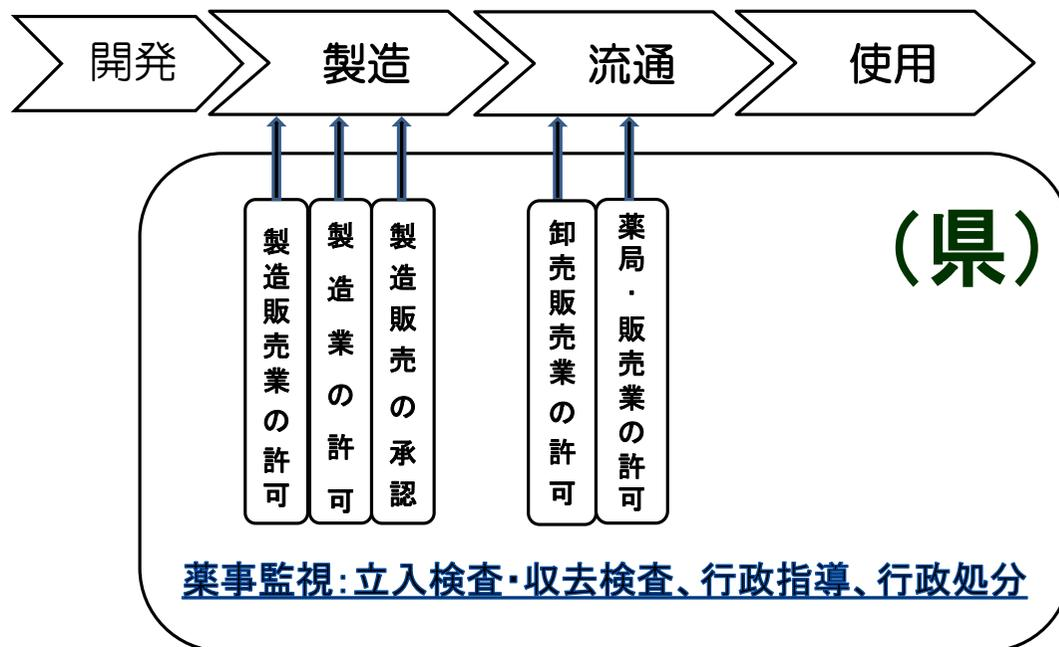 開発
製造
流通
使用
(県)
製造販売業の許可
製造業の許可
製造販売の承認
卸売販売業の許可
薬局・販売業の許可
薬事監視:立入検査・収去検査、行政指導、行政処分